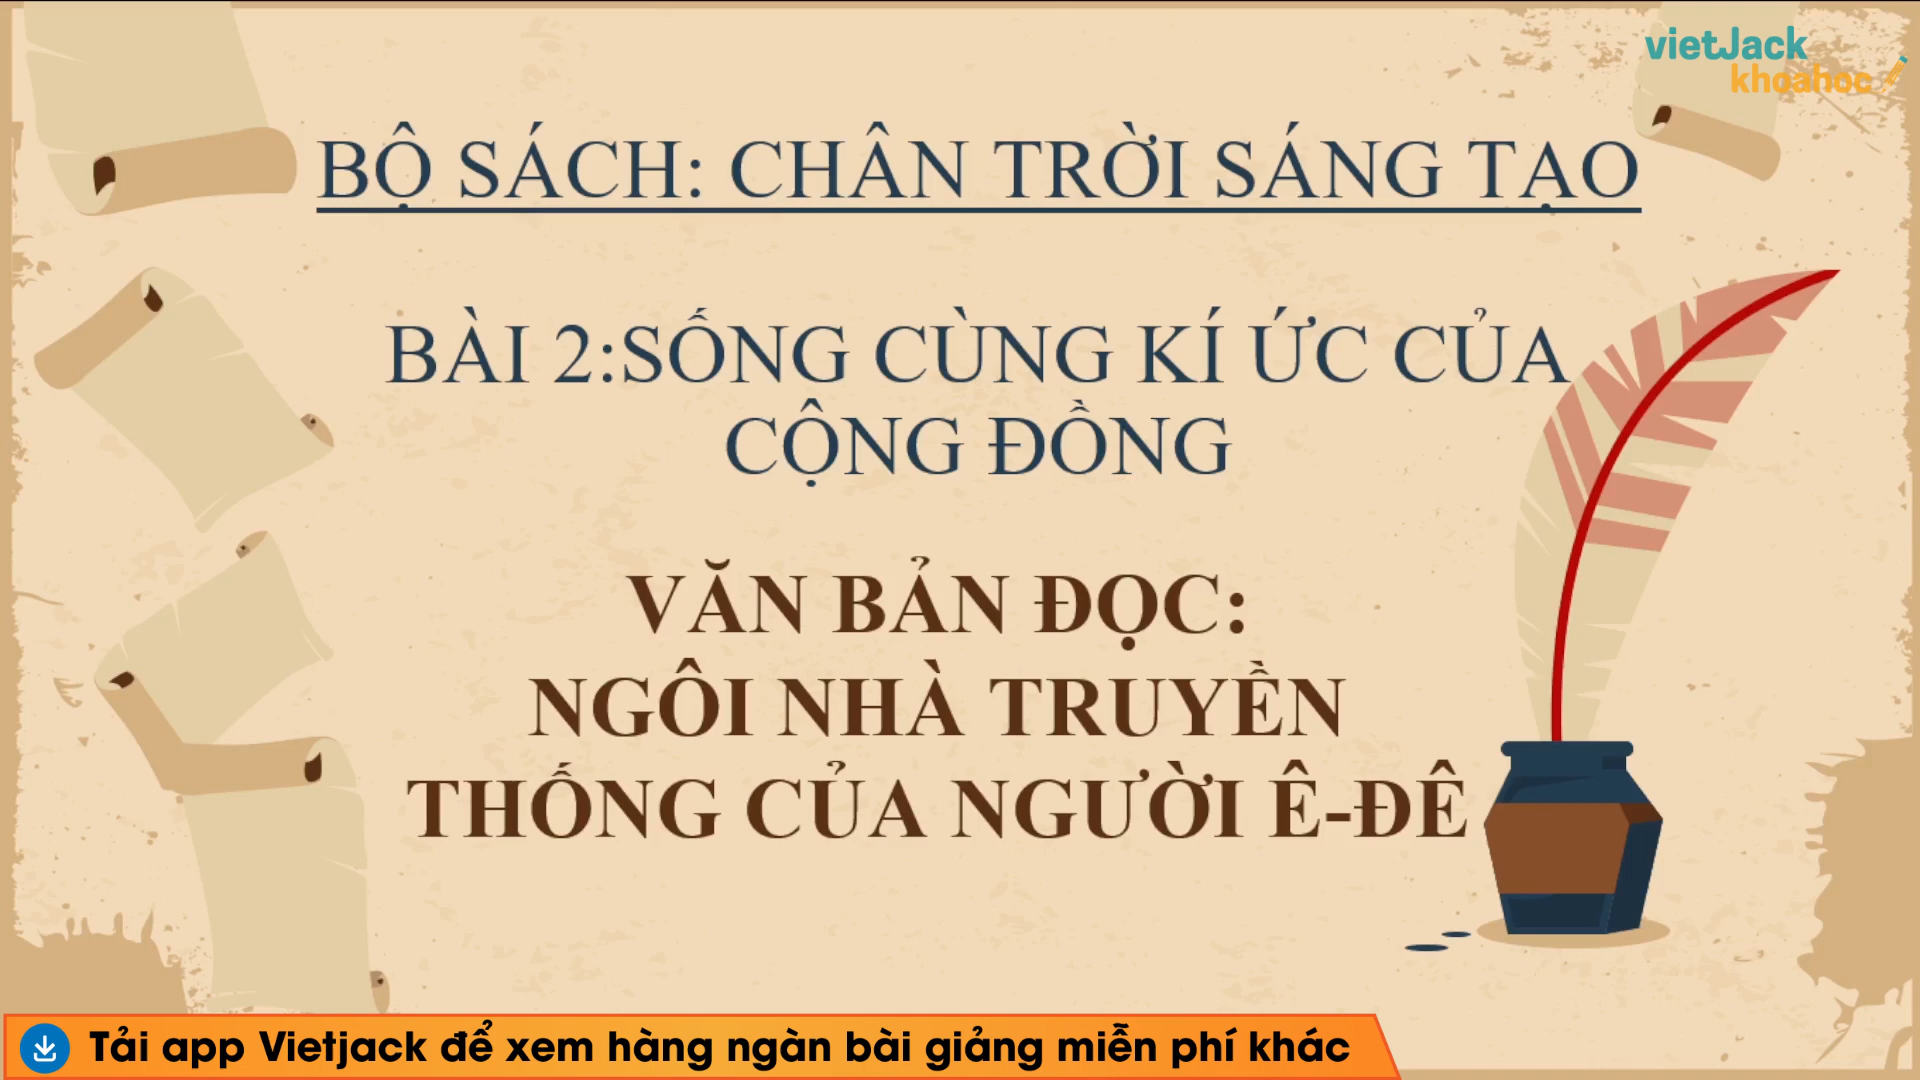 vietJack
khoahoc
BỘ SÁCH: CHÂN TRỜI SÁNG TẠO
BÀI 2:SỐNG CÙNG KÍ ỨC CỦA
CỘNG ĐỒNG
VĂN BẢN ĐỌC:
NGÔI NHÀ TRUYỀN
THỐNG CỦA NGƯỜI Ê-ĐÊ
Tải app Vietjack để xem hàng ngàn bài giảng miễn phí khác